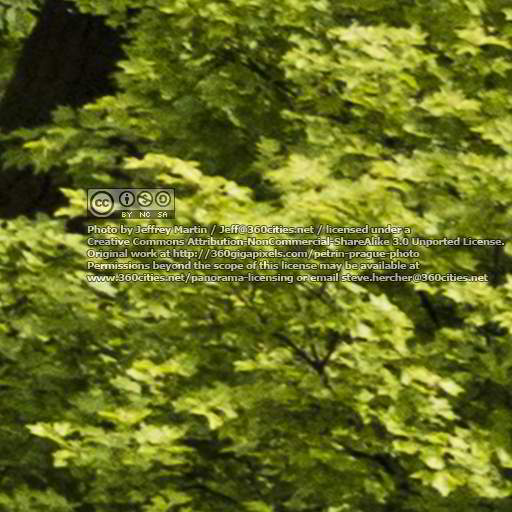 cc
BY NC SA
Photo by Jeffrey Martin / Jeff@360cities.net / licensed under a
Creative Commons Attribution-NonCommercial-ShareAlike 3.0 Unported License.
Original work at http://360gigapixels.com/petrin-prague-photo
Permissions beyond the scope of this license may be available at
www.360cities.net/panorama-licensing or email steve.hercher@360cities.net